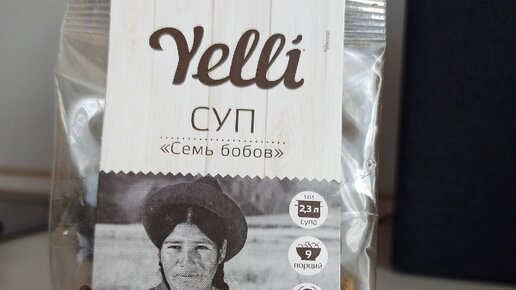 Yelli
СУП
«Семь бобов»
2,3 л
супа
9
порций